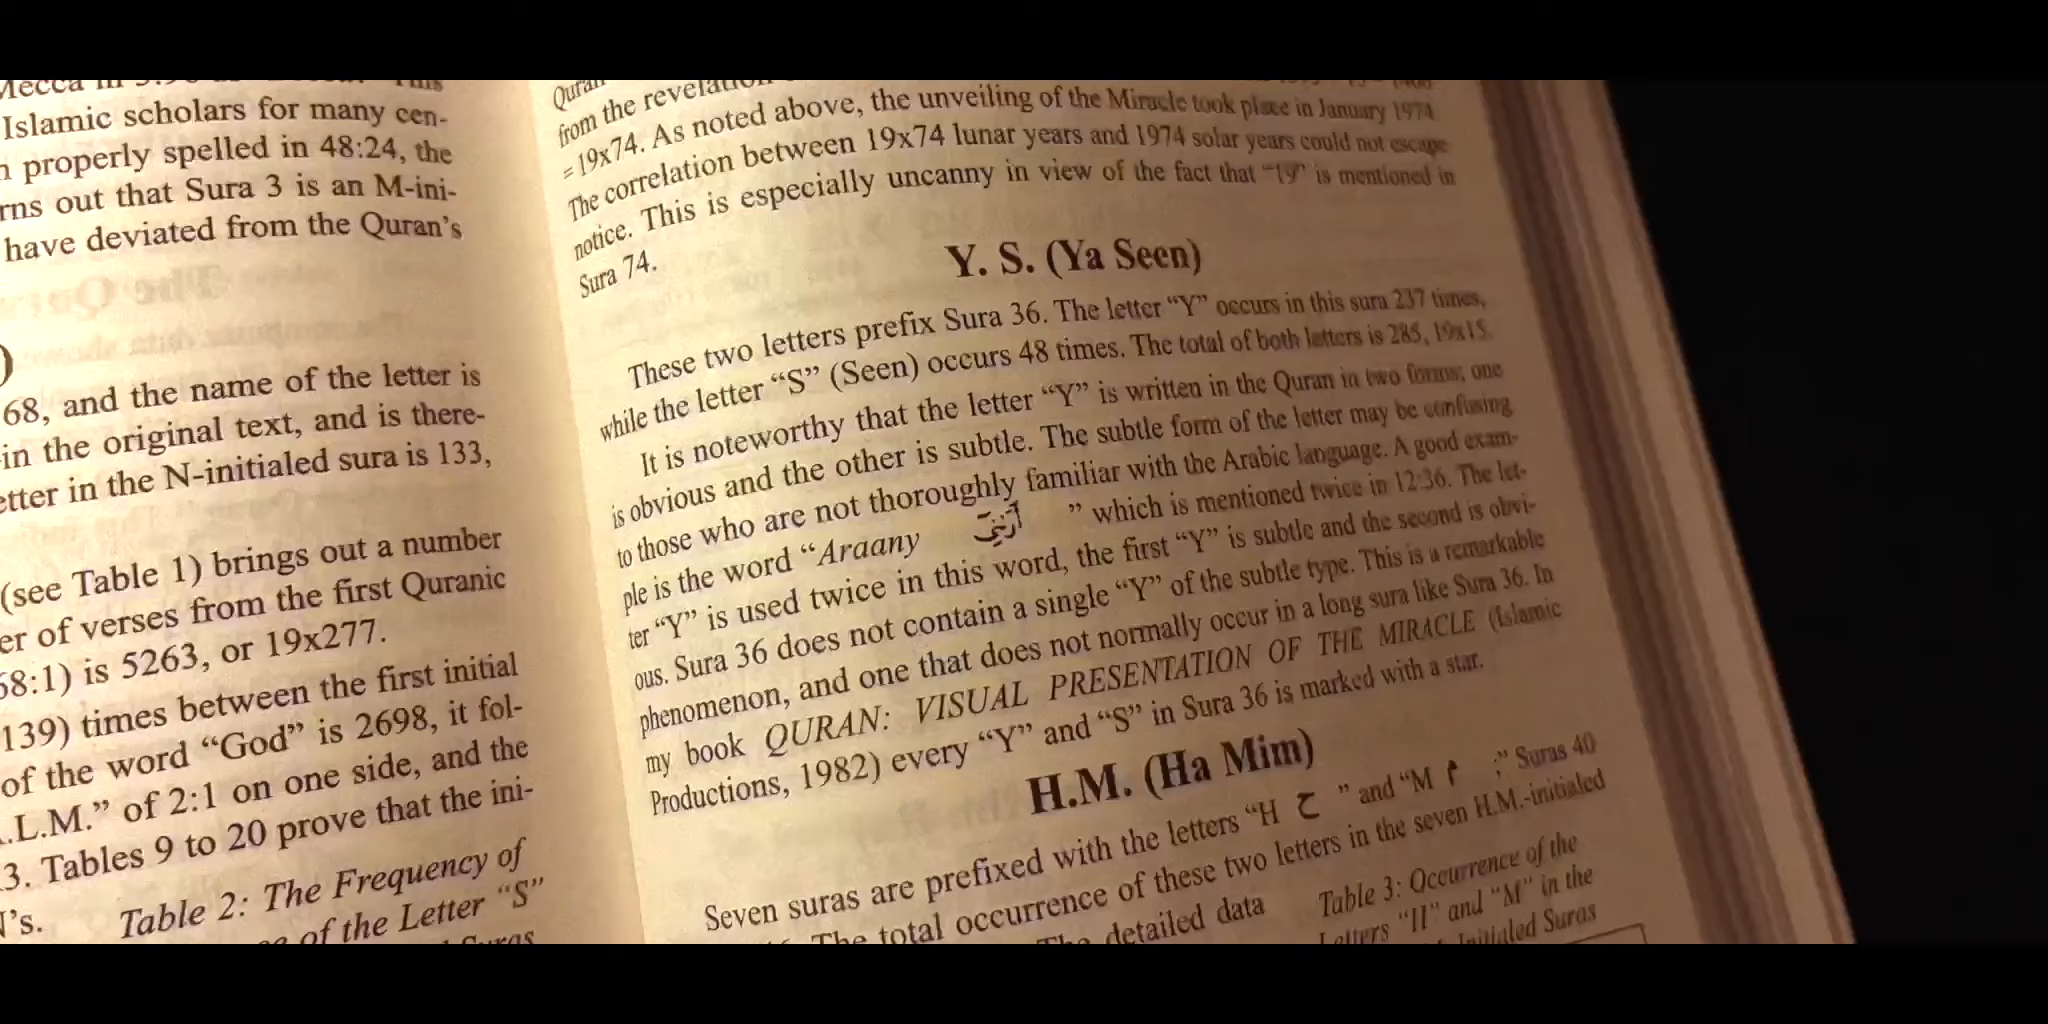 Mecca in
Islamic scholars for many cen-
properly spelled in 48:24, the
rns out that Sura 3 is an M-ini-
have deviated from the Quran's
)
68, and the name of the letter is
in the original text, and is there-
etter in the N-initialed sura is 133,
(see Table 1) brings out a number
er of verses from the first Quranic
68:1) is 5263, or 19x277.
139) times between the first initial
of the word “God” is 2698, it fol-
.L.M.” of 2:1 on one side, and the
3. Tables 9 to 20 prove that the ini-
N's.
Table 2: The Frequency of
of the Letter “S”
Suras
Quran
from the revelation
= 19x74. As noted above, the unveiling of the Miracle took place in January 1974
The correlation between 19x74 lunar years and 1974 solar years could not escape
notice. This is especially uncanny in view of the fact that “19” is mentioned in
Sura 74.
Y. S. (Ya Seen)
These two letters prefix Sura 36. The letter “Y” occurs in this sura 237 times,
while the letter “S” (Seen) occurs 48 times. The total of both letters is 285, 19x15.
It is noteworthy that the letter “Y” is written in the Quran in two forms; one
is obvious and the other is subtle. The subtle form of the letter may be confusing
to those who are not thoroughly familiar with the Arabic language. A good exam-
ple is the word “Araany ” which is mentioned twice in 12:36. The let-
ter “Y” is used twice in this word, the first “Y” is subtle and the second is obvi-
ous. Sura 36 does not contain a single “Y” of the subtle type. This is a remarkable
phenomenon, and one that does not normally occur in a long sura like Sura 36. In
my book QURAN: VISUAL PRESENTATION OF THE MIRACLE (Islamic
Productions, 1982) every “Y” and “S” in Sura 36 is marked with a star.
H.M. (Ha Mim)
Seven suras are prefixed with the letters “H ح ” and “M م ;” Suras 40
The total occurrence of these two letters in the seven H.M.-initialed
The detailed data
Table 3: Occurrence of the
Letters “H” and “M” in the
Initialed Suras